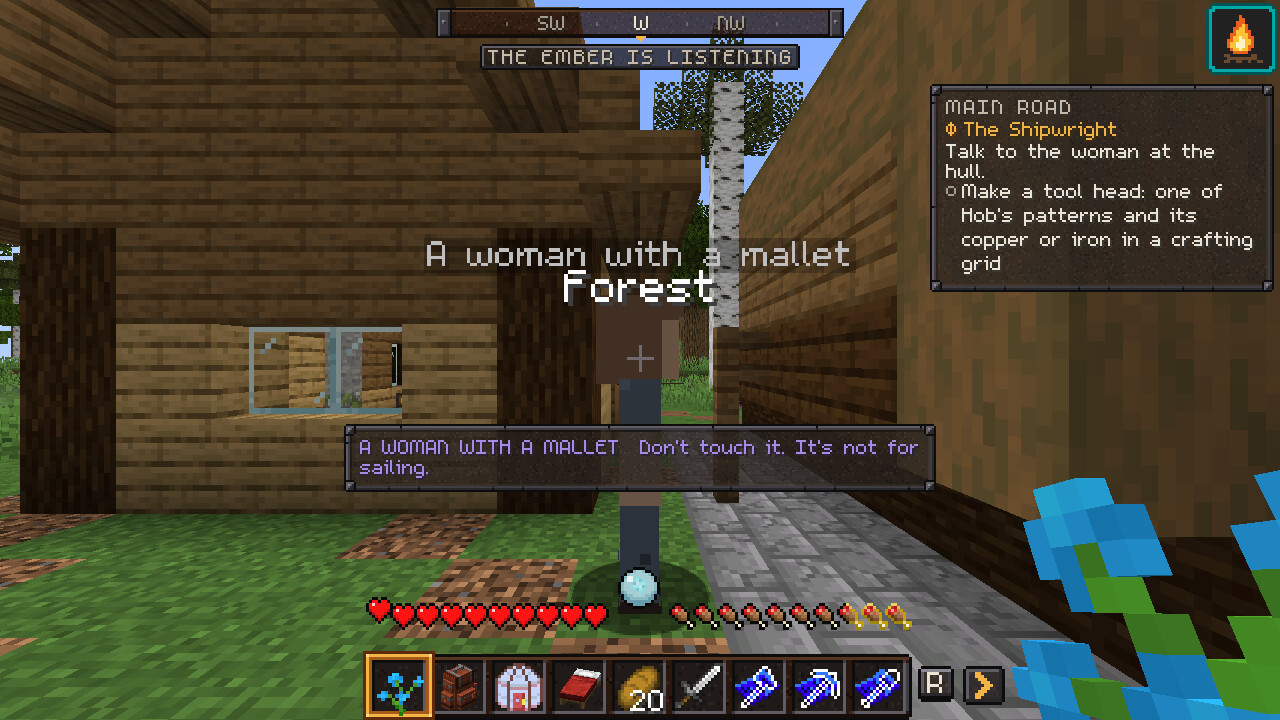 SW W NW
THE EMBER IS LISTENING
MAIN ROAD
The Shipwright
Talk to the woman at the
hull.
Make a tool head: one of
Hob's patterns and its
copper or iron in a crafting
grid
A woman with a mallet
Forest
A WOMAN WITH A MALLET Don't touch it. It's not for
sailing.
20
R